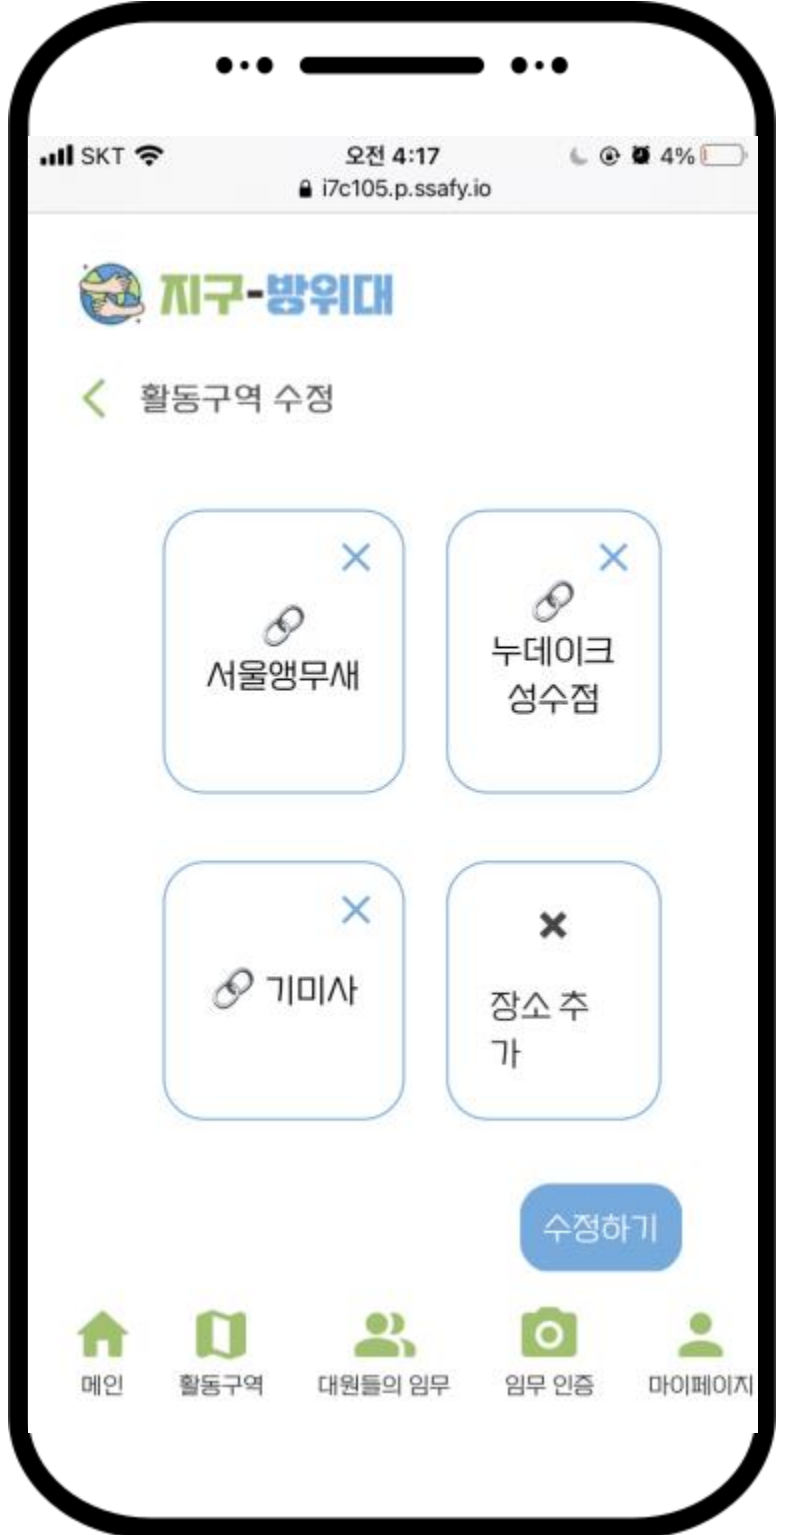 SKT 오전 4:17 4%
i7c105.p.ssafy.io
지구-방위대
활동구역 수정
서울앵무새
누데이크
성수점
기미사
장소 추
가
수정하기
메인 활동구역 대원들의 임무 임무 인증 마이페이지